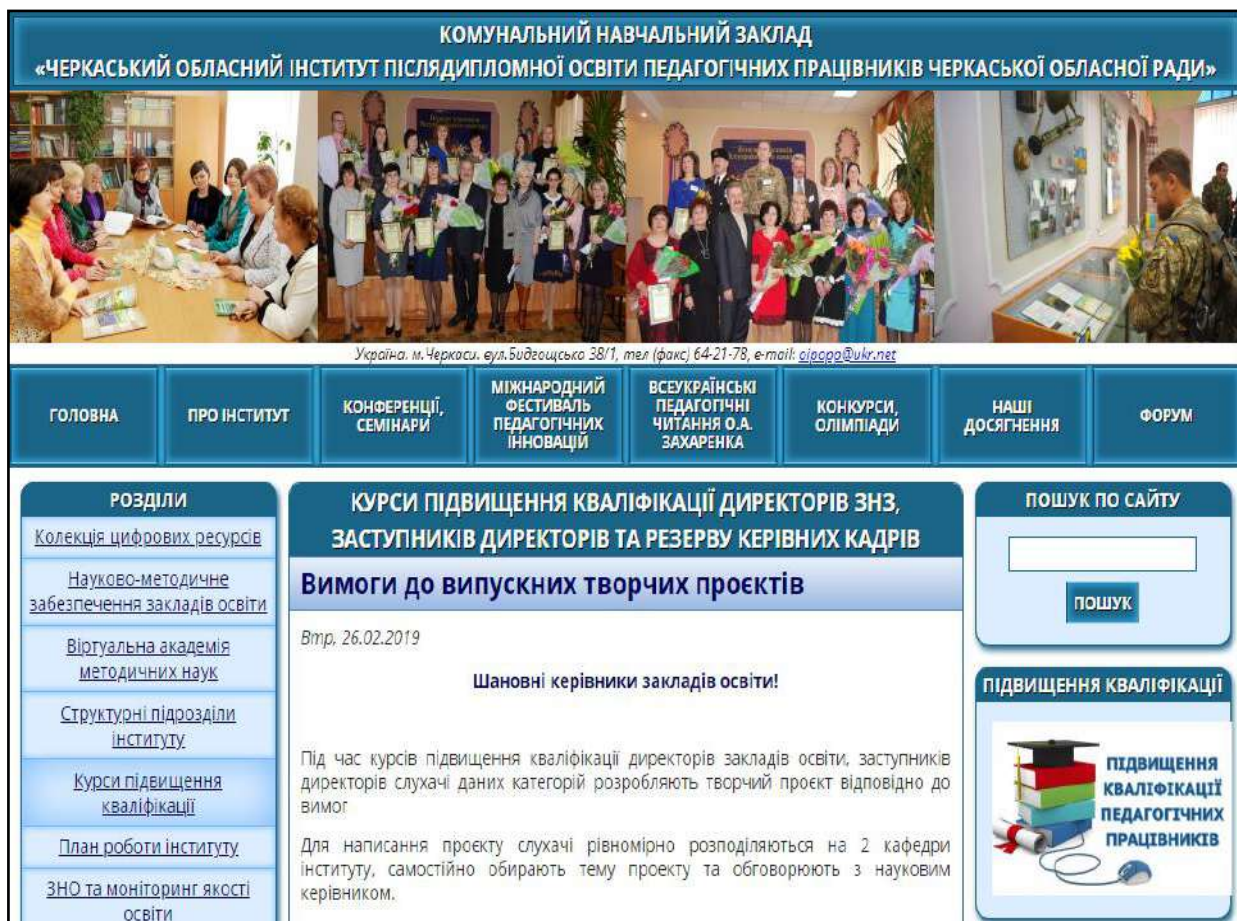 КОМУНАЛЬНИЙ НАВЧАЛЬНИЙ ЗАКЛАД
«ЧЕРКАСЬКИЙ ОБЛАСНИЙ ІНСТИТУТ ПІСЛЯДИПЛОМНОЇ ОСВІТИ ПЕДАГОГІЧНИХ ПРАЦІВНИКІВ ЧЕРКАСЬКОЇ ОБЛАСНОЇ РАДИ»
Україна. м.Черкаси. вул.Бидгощська 38/1, тел (факс) 64-21-78, e-mail: oipopp@ukr.net
ГОЛОВНА
ПРО ІНСТИТУТ
КОНФЕРЕНЦІЇ,
СЕМІНАРИ
МІЖНАРОДНИЙ
ФЕСТИВАЛЬ
ПЕДАГОГІЧНИХ
ІННОВАЦІЙ
ВСЕУКРАЇНСЬКІ
ПЕДАГОГІЧНІ
ЧИТАННЯ О.А.
ЗАХАРЕНКА
КОНКУРСИ,
ОЛІМПІАДИ
НАШІ
ДОСЯГНЕННЯ
ФОРУМ
РОЗДІЛИ
Колекція цифрових ресурсів
Науково-методичне
забезпечення закладів освіти
Віртуальна академія
методичних наук
Структурні підрозділи
інституту
Курси підвищення
кваліфікації
План роботи інституту
ЗНО та моніторинг якості
освіти
КУРСИ ПІДВИЩЕННЯ КВАЛІФІКАЦІЇ ДИРЕКТОРІВ ЗНЗ,
ЗАСТУПНИКІВ ДИРЕКТОРІВ ТА РЕЗЕРВУ КЕРІВНИХ КАДРІВ
Вимоги до випускних творчих проєктів
Втр, 26.02.2019
Шановні керівники закладів освіти!
Під час курсів підвищення кваліфікації директорів закладів освіти, заступників
директорів слухачі даних категорій розробляють творчий проєкт відповідно до
вимог
Для написання проєкту слухачі рівномірно розподіляються на 2 кафедри
інституту, самостійно обирають тему проекту та обговорюють з науковим
керівником.
ПОШУК ПО САЙТУ
ПОШУК
ПІДВИЩЕННЯ КВАЛІФІКАЦІЇ
ПІДВИЩЕННЯ
КВАЛІФІКАЦІЇ
ПЕДАГОГІЧНИХ
ПРАЦІВНИКІВ